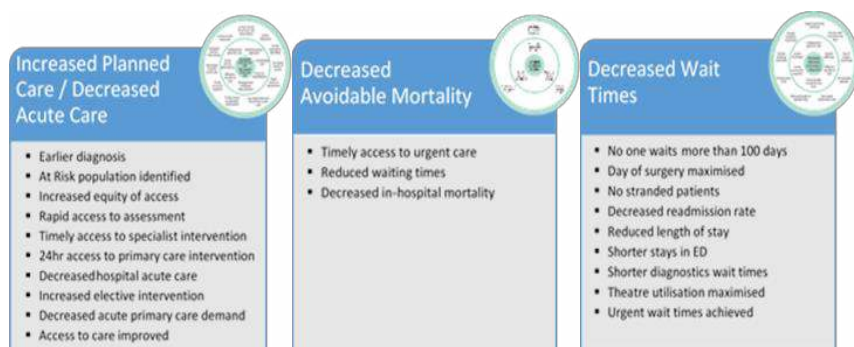 Increased Planned
Care / Decreased
Acute Care
▪ Earlier diagnosis
▪ At Risk population identified
▪ Increased equity of access
▪ Rapid access to assessment
▪ Timely access to specialist intervention
▪ 24hr access to primary care intervention
▪ Decreased hospital acute care
▪ Increased elective intervention
▪ Decreased acute primary care demand
▪ Access to care improved
Decreased
Avoidable Mortality
▪ Timely access to urgent care
▪ Reduced waiting times
▪ Decreased in-hospital mortality
Decreased Wait
Times
▪ No one waits more than 100 days
▪ Day of surgery maximised
▪ No stranded patients
▪ Decreased readmission rate
▪ Reduced length of stay
▪ Shorter stays in ED
▪ Shorter diagnostics wait times
▪ Theatre utilisation maximised
▪ Urgent wait times achieved